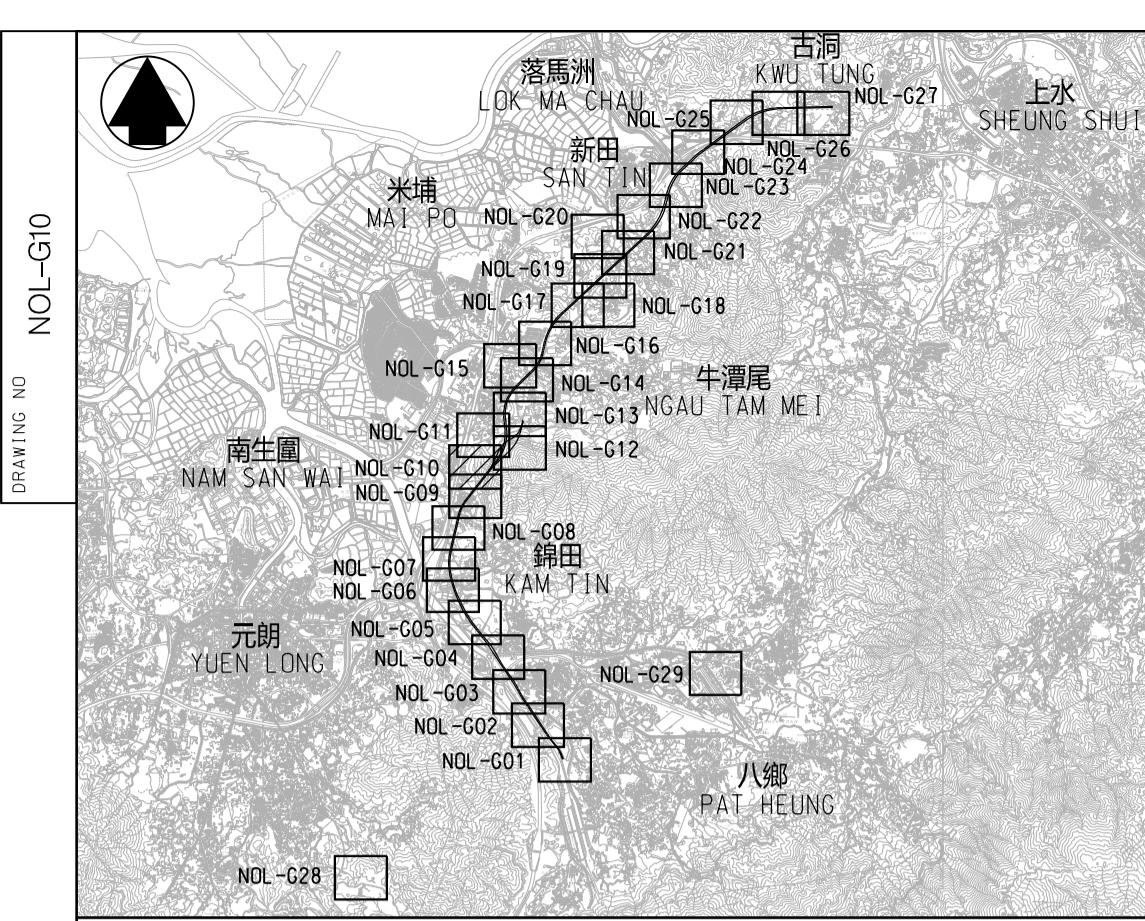 DRAWING NO
NOL-G10
古洞
KWU TUNG
NOL-G27
落馬洲
LOK MA CHAU
上水
SHEUNG SHUI
NOL-G25
NOL-G26
新田
SAN TIN
NOL-G24
NOL-G23
米埔
MAI PO
NOL-G20
NOL-G22
NOL-G21
NOL-G19
NOL-G17
NOL-G18
NOL-G16
NOL-G15
NOL-G14
牛潭尾
NGAU TAM MEI
NOL-G13
NOL-G11
NOL-G12
南生圍
NAM SAN WAI
NOL-G10
NOL-G09
NOL-G08
錦田
KAM TIN
NOL-G07
NOL-G06
NOL-G05
元朗
YUEN LONG
NOL-G04
NOL-G29
NOL-G03
NOL-G02
NOL-G01
八鄉
PAT HEUNG
NOL-G28